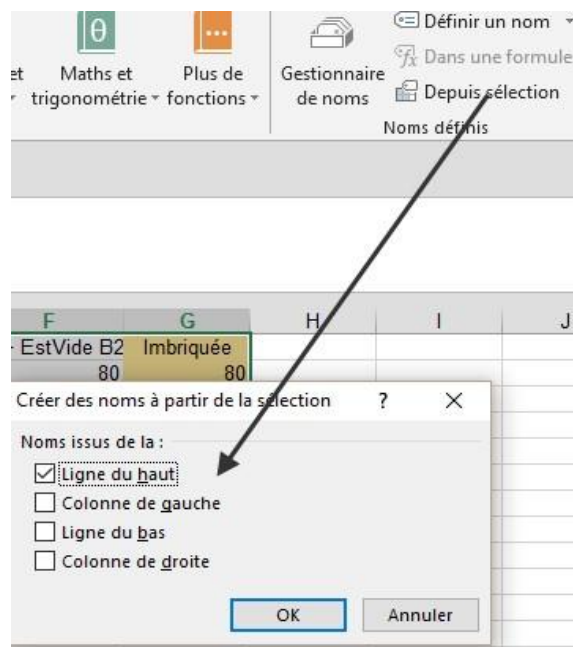 et Maths et trigonométrie Plus de fonctions
Gestionnaire de noms
Définir un nom
Dans une formule
Depuis sélection
Noms définis
F G H I J
EstVide B2 Imbriquée
80 80
Créer des noms à partir de la sélection ? ×
Noms issus de la :
Ligne du haut
Colonne de gauche
Ligne du bas
Colonne de droite
OK Annuler